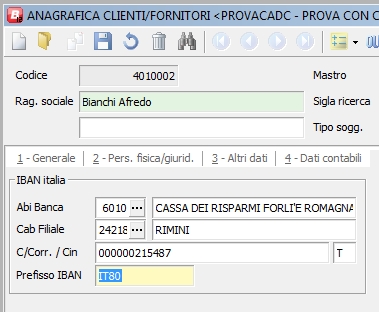 ANAGRAFICA CLIENTI/FORNITORI <PROVACADC - PROVA CON C
Codice 4010002 Mastro
Rag. sociale Bianchi Afredo Sigla ricerca
Tipo sogg.
1 - Generale 2 - Pers. fisica/giurid. 3 - Altri dati 4 - Dati contabili
IBAN italia
Abi Banca 6010 ... CASSA DEI RISPARMI FORLI'E ROMAGNA
Cab Filiale 24218 ... RIMINI
C/Corr. / Cin 000000215487 T
Prefisso IBAN IT80